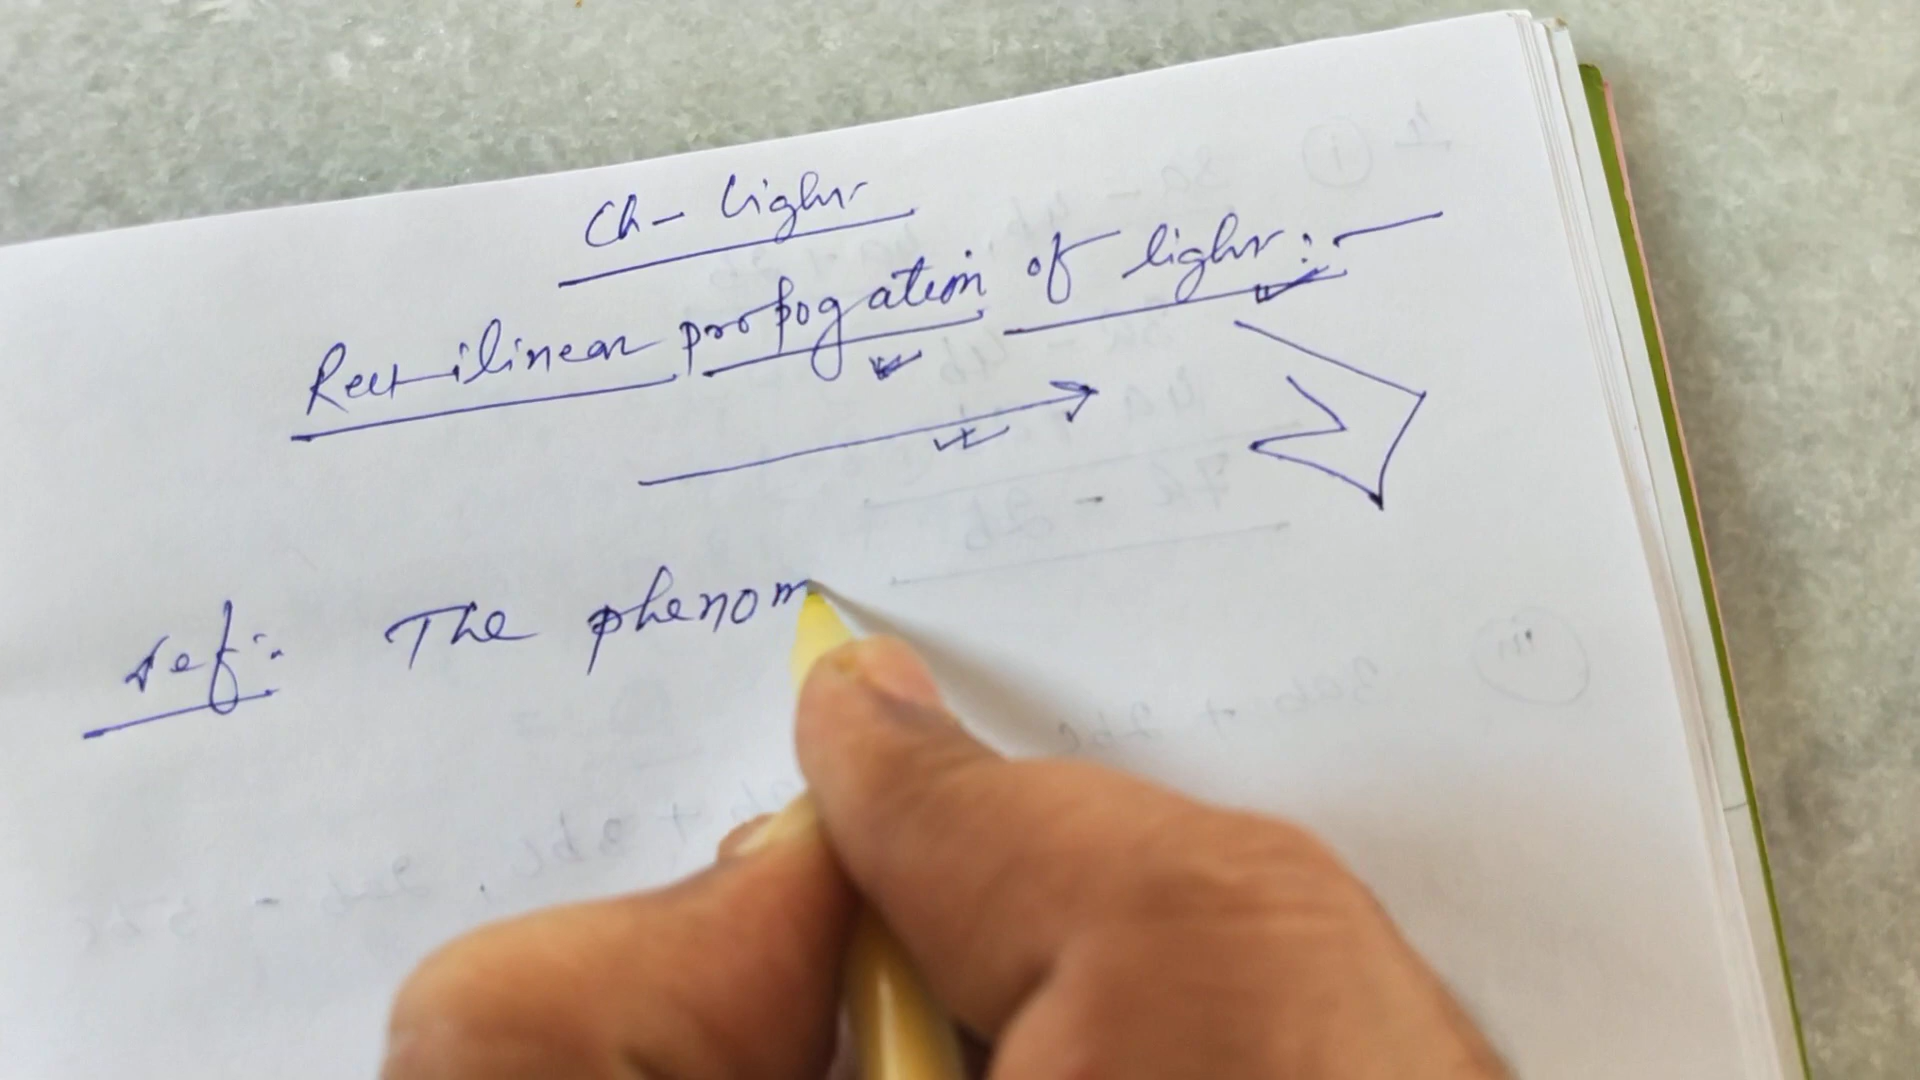 Ch- Light
Rectilinear propogation of light:-
def:- The phenom